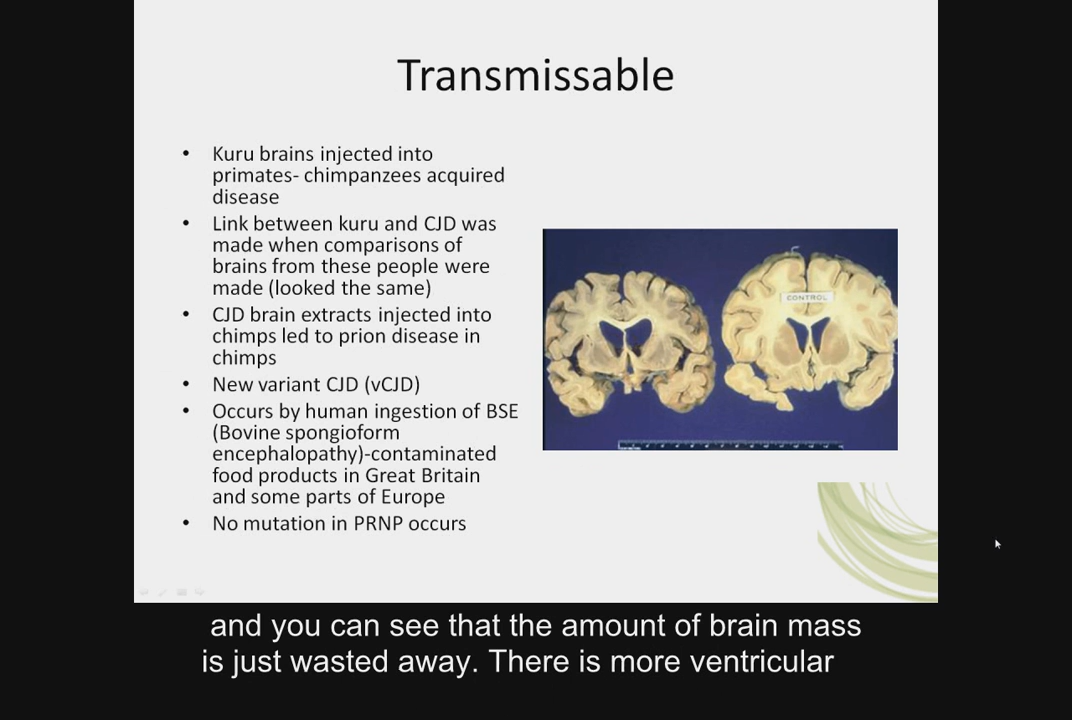 Transmissable
• Kuru brains injected into
primates- chimpanzees acquired
disease
• Link between kuru and CJD was
made when comparisons of
brains from these people were
made (looked the same)
• CJD brain extracts injected into
chimps led to prion disease in
chimps
• New variant CJD (vCJD)
• Occurs by human ingestion of BSE
(Bovine spongioform
encephalopathy)-contaminated
food products in Great Britain
and some parts of Europe
• No mutation in PRNP occurs
CONTROL
and you can see that the amount of brain mass
is just wasted away. There is more ventricular